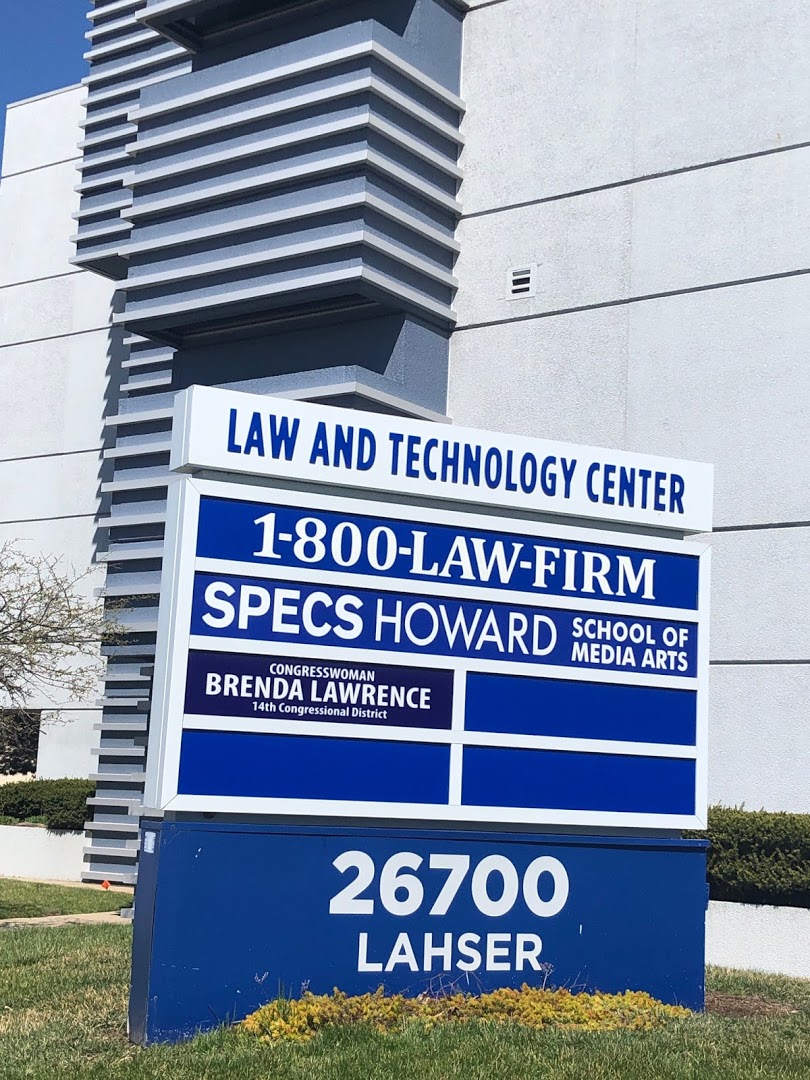 LAW AND TECHNOLOGY CENTER
1-800-LAW-FIRM
SPECS HOWARD SCHOOL OF
MEDIA ARTS
CONGRESSWOMAN
BRENDA LAWRENCE
14th Congressional District
26700
LAHSER